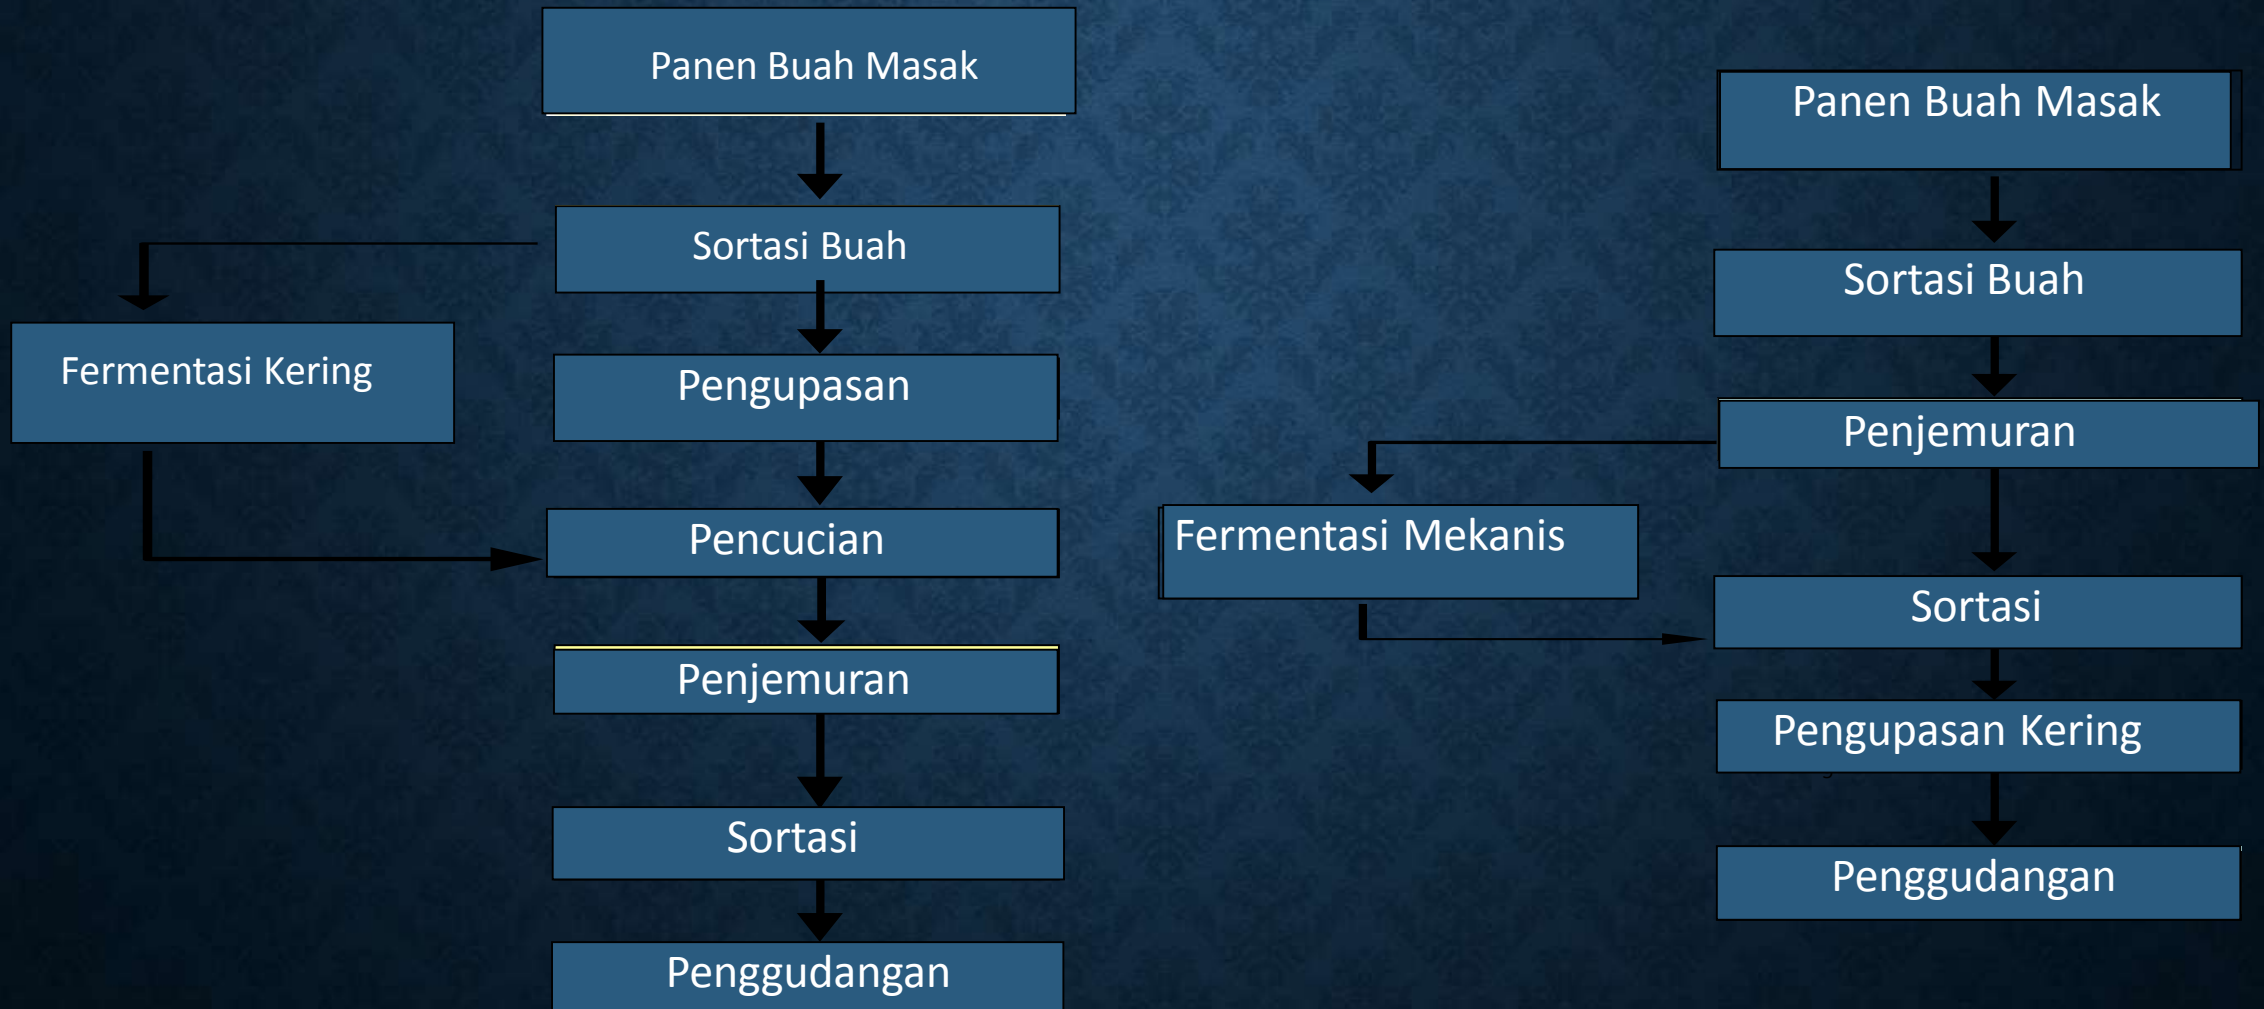 Panen Buah Masak
Sortasi Buah
Fermentasi Kering
Pengupasan
Pencucian
Penjemuran
Sortasi
Penggudangan
Panen Buah Masak
Sortasi Buah
Penjemuran
Fermentasi Mekanis
Sortasi
Pengupasan Kering
Penggudangan